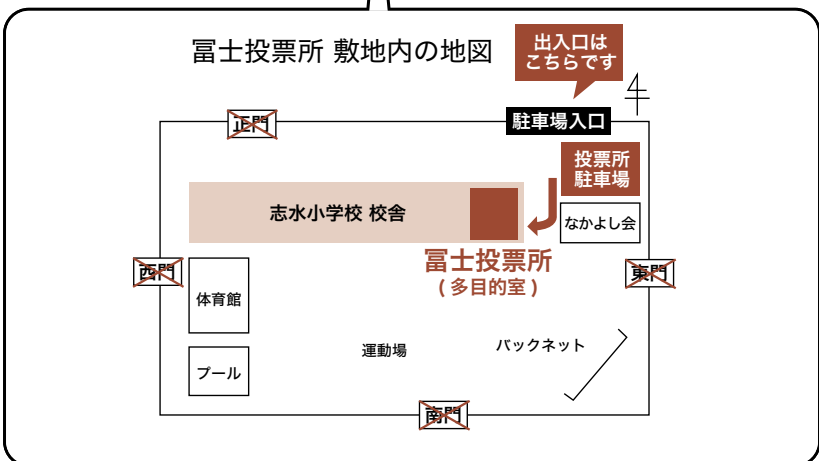 冨士投票所 敷地内の地図
出入口は
こちらです
正門
駐車場入口
投票所
駐車場
志水小学校 校舎
なかよし会
冨士投票所
(多目的室)
西門
東門
体育館
運動場
バックネット
プール
南門